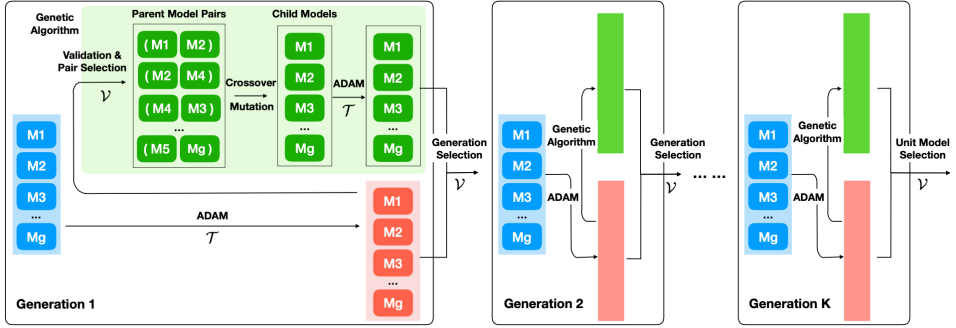 Genetic
Algorithm
Parent Model Pairs
Child Models
Validation &
Pair Selection
𝒱
( M1 M2 )
( M2 M4 )
( M4 M3 )
...
( M5 Mg )
Crossover
Mutation
M1
M2
M3
...
Mg
ADAM
𝒯
M1
M2
M3
...
Mg
M1
M2
M3
...
Mg
ADAM
𝒯
M1
M2
M3
...
Mg
Generation
Selection
𝒱
Generation 1
M1
M2
M3
...
Mg
Genetic
Algorithm
ADAM
Generation
Selection
𝒱
Generation 2
... ...
M1
M2
M3
...
Mg
Genetic
Algorithm
ADAM
Unit Model
Selection
𝒱
Generation K